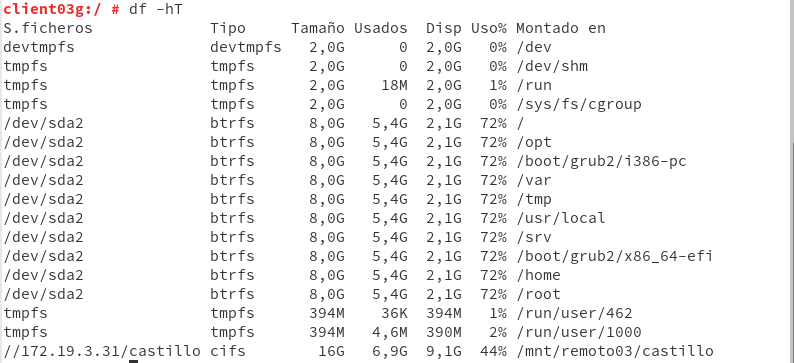 client03g:/ # df -hT
S.ficheros Tipo Tamaño Usados Disp Uso% Montado en
devtmpfs devtmpfs 2,0G 0 2,0G 0% /dev
tmpfs tmpfs 2,0G 0 2,0G 0% /dev/shm
tmpfs tmpfs 2,0G 18M 2,0G 1% /run
tmpfs tmpfs 2,0G 0 2,0G 0% /sys/fs/cgroup
/dev/sda2 btrfs 8,0G 5,4G 2,1G 72% /
/dev/sda2 btrfs 8,0G 5,4G 2,1G 72% /opt
/dev/sda2 btrfs 8,0G 5,4G 2,1G 72% /boot/grub2/i386-pc
/dev/sda2 btrfs 8,0G 5,4G 2,1G 72% /var
/dev/sda2 btrfs 8,0G 5,4G 2,1G 72% /tmp
/dev/sda2 btrfs 8,0G 5,4G 2,1G 72% /usr/local
/dev/sda2 btrfs 8,0G 5,4G 2,1G 72% /srv
/dev/sda2 btrfs 8,0G 5,4G 2,1G 72% /boot/grub2/x86_64-efi
/dev/sda2 btrfs 8,0G 5,4G 2,1G 72% /home
/dev/sda2 btrfs 8,0G 5,4G 2,1G 72% /root
tmpfs tmpfs 394M 36K 394M 1% /run/user/462
tmpfs tmpfs 394M 4,6M 390M 2% /run/user/1000
//172.19.3.31/castillo cifs 16G 6,9G 9,1G 44% /mnt/remoto03/castillo